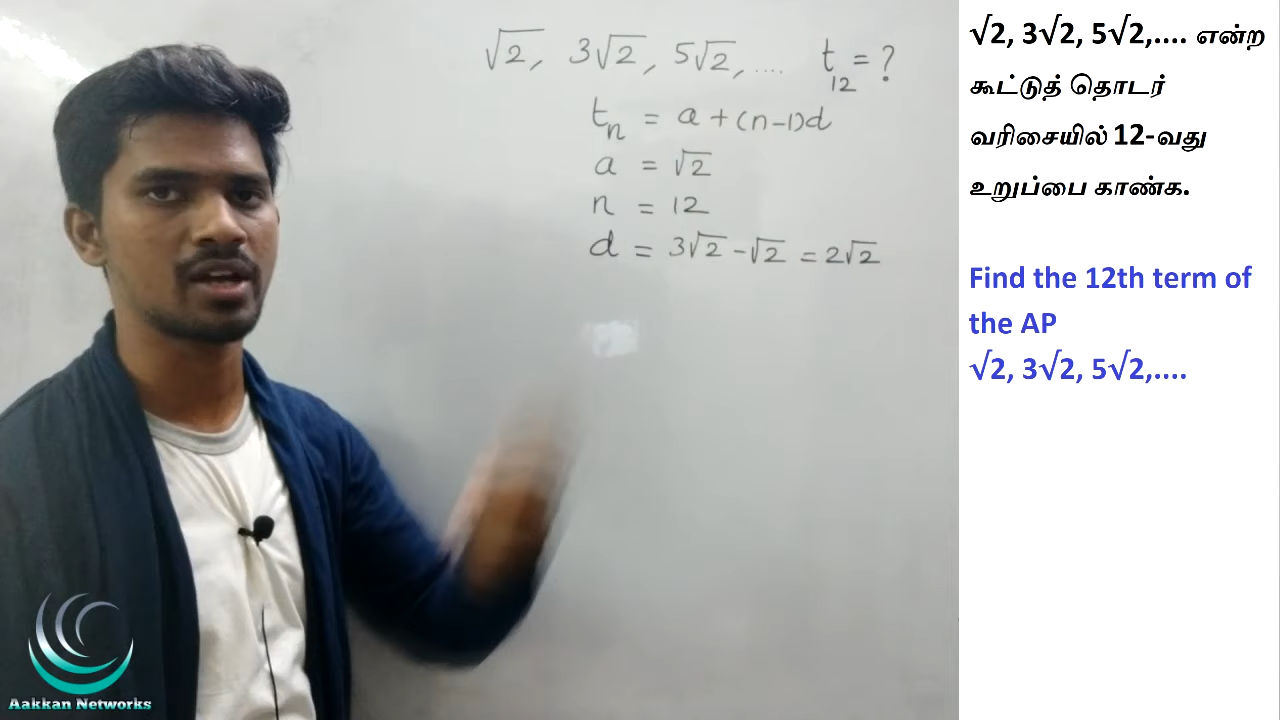 √2, 3√2, 5√2, .... t₁₂ = ?
tₙ = a + (n-1)d
a = √2
n = 12
d = 3√2 - √2 = 2√2
√2, 3√2, 5√2,.... என்ற
கூட்டுத் தொடர்
வரிசையில் 12-வது
உறுப்பை காண்க.
Find the 12th term of
the AP
√2, 3√2, 5√2,....
Aakkan Networks